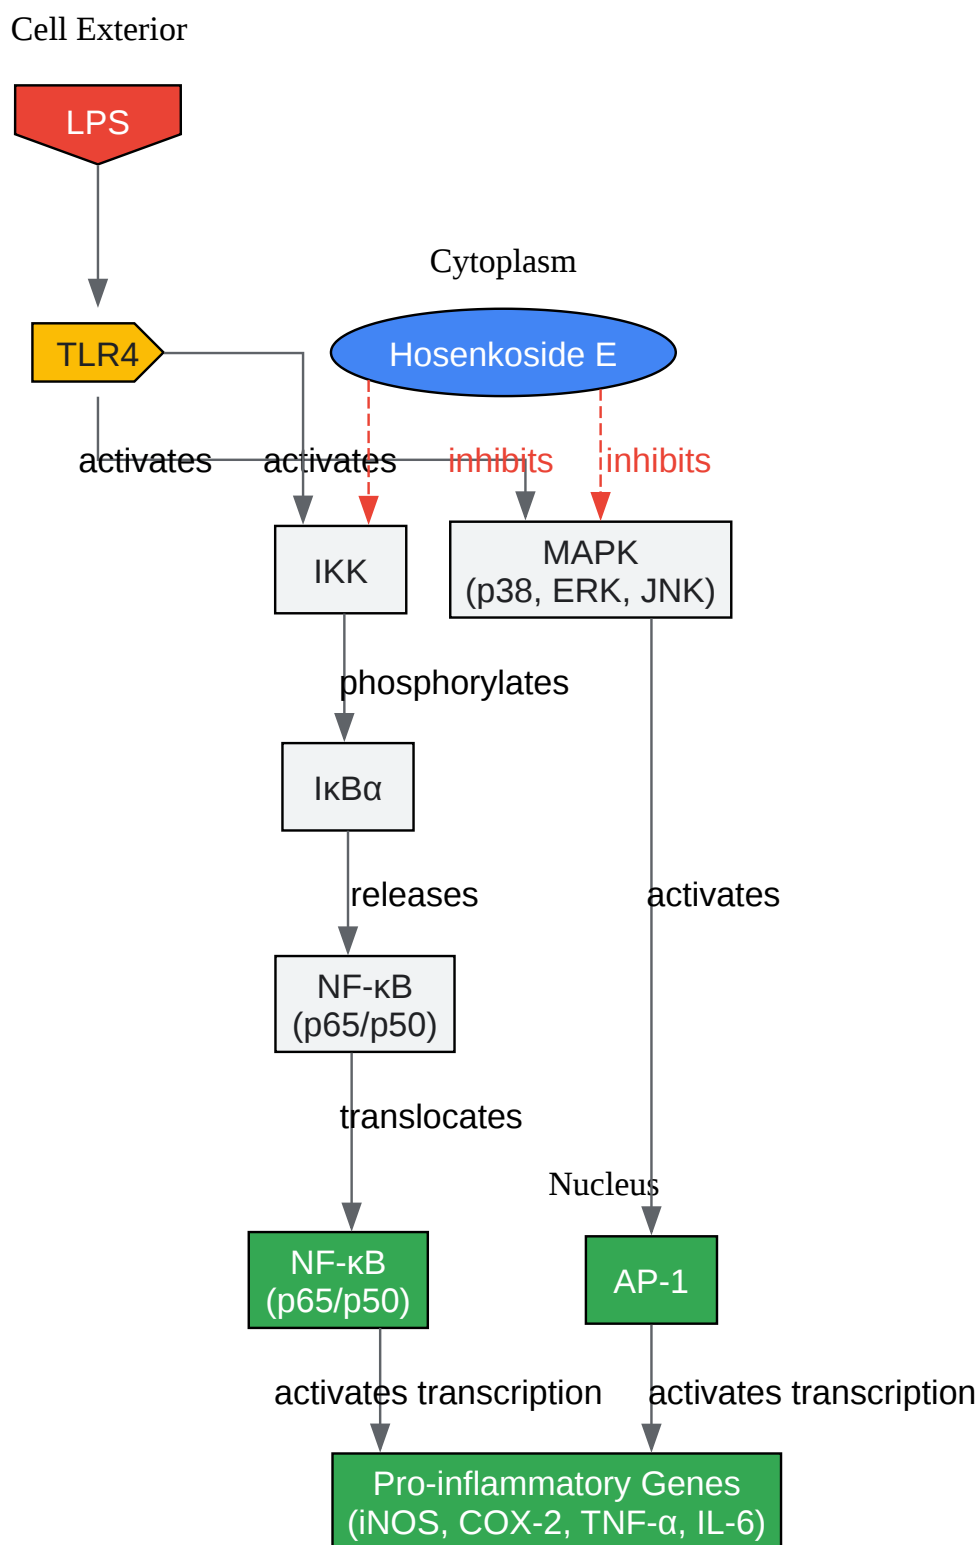 Cell Exterior
LPS
Cytoplasm
TLR4
Hosenkoside E
activates
activates
inhibits
inhibits
IKK
MAPK
(p38, ERK, JNK)
phosphorylates
IκBα
releases
activates
NF-κB
(p65/p50)
translocates
Nucleus
NF-κB
(p65/p50)
AP-1
activates transcription
activates transcription
Pro-inflammatory Genes
(iNOS, COX-2, TNF-α, IL-6)